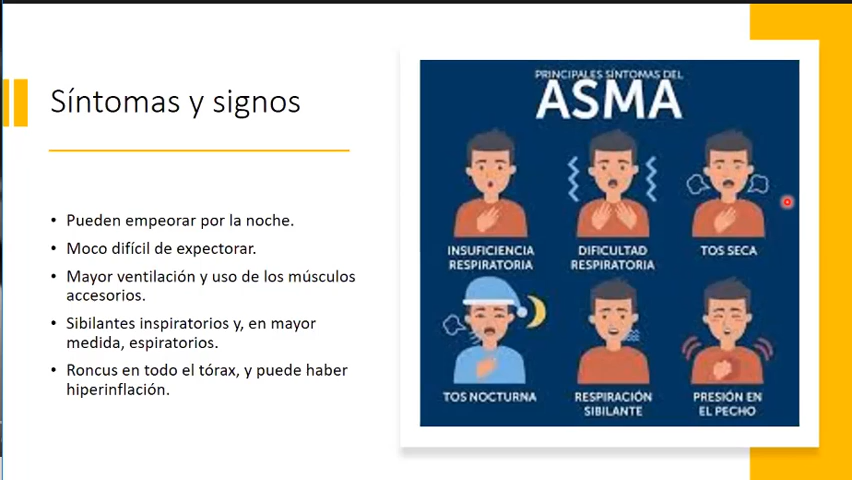 Síntomas y signos
• Pueden empeorar por la noche.
• Moco difícil de expectorar.
• Mayor ventilación y uso de los músculos
accesorios.
• Sibilantes inspiratorios y, en mayor
medida, espiratorios.
• Roncus en todo el tórax, y puede haber
hiperinflación.
PRINCIPALES SÍNTOMAS DEL
ASMA
INSUFICIENCIA
RESPIRATORIA
DIFICULTAD
RESPIRATORIA
TOS SECA
TOS NOCTURNA
RESPIRACIÓN
SIBILANTE
PRESIÓN EN
EL PECHO